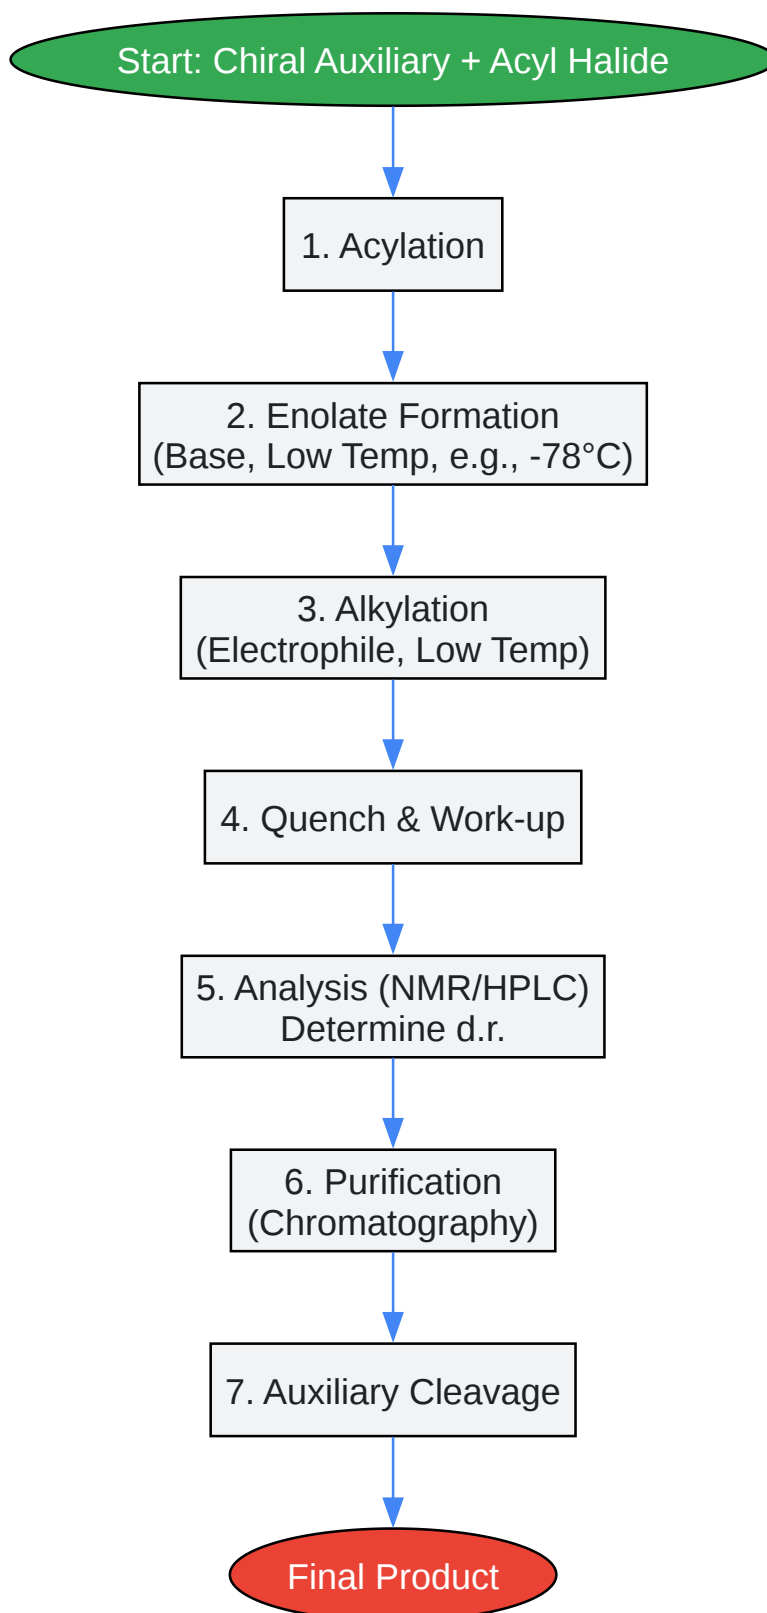 Start: Chiral Auxiliary + Acyl Halide
1. Acylation
2. Enolate Formation
(Base, Low Temp, e.g., -78°C)
3. Alkylation
(Electrophile, Low Temp)
4. Quench & Work-up
5. Analysis (NMR/HPLC)
Determine d.r.
6. Purification
(Chromatography)
7. Auxiliary Cleavage
Final Product